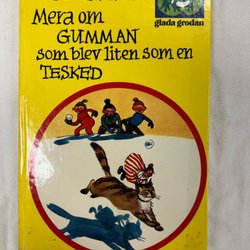 glada grodan
Mera om
GUMMAN
som blev liten som en
TESKED